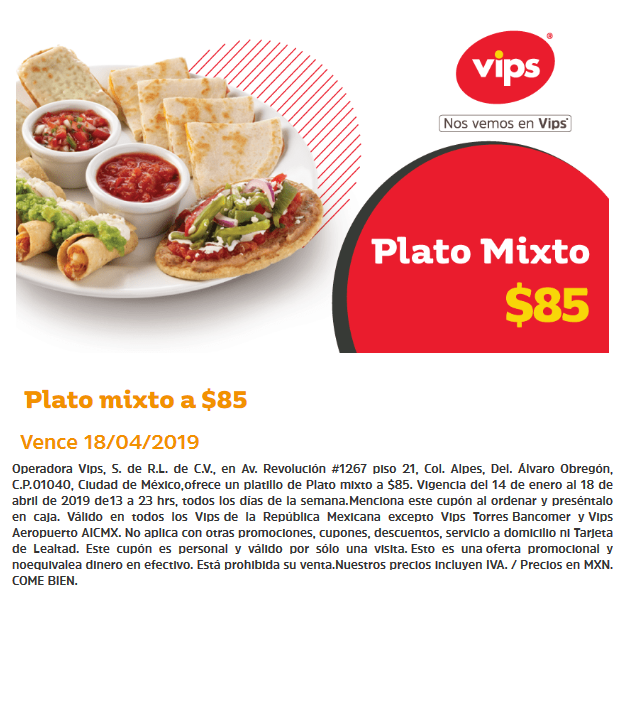 vips®
Nos vemos en Vips®
Plato Mixto
$85
Plato mixto a $85
Vence 18/04/2019
Operadora Vips, S. de R.L. de C.V., en Av. Revolución #1267 piso 21, Col. Alpes, Del. Álvaro Obregón,
C.P.01040, Ciudad de México,ofrece un platillo de Plato mixto a $85. Vigencia del 14 de enero al 18 de
abril de 2019 de13 a 23 hrs, todos los días de la semana.Menciona este cupón al ordenar y preséntalo
en caja. Válido en todos los Vips de la República Mexicana excepto Vips Torres Bancomer y Vips
Aeropuerto AICMX. No aplica con otras promociones, cupones, descuentos, servicio a domicilio ni Tarjeta
de Lealtad. Este cupón es personal y válido por sólo una visita. Esto es una oferta promocional y
noequivalea dinero en efectivo. Está prohibida su venta.Nuestros precios incluyen IVA. / Precios en MXN.
COME BIEN.